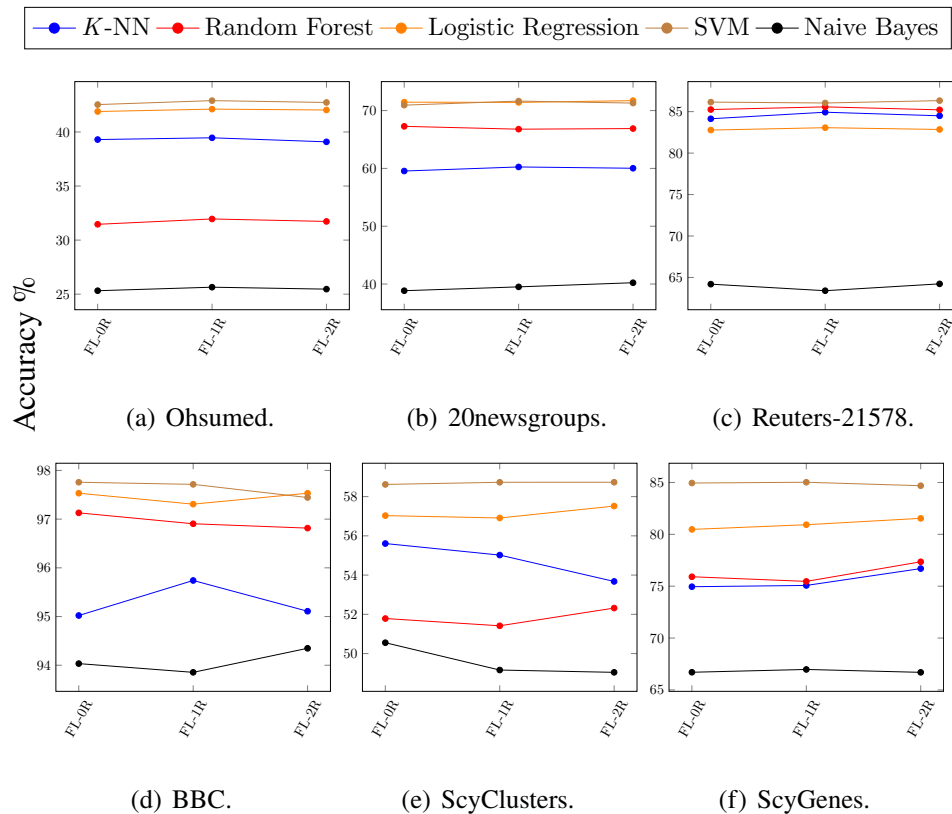 K-NN Random Forest Logistic Regression SVM Naive Bayes
Accuracy %
40
35
30
25
FL-0R FL-1R FL-2R
(a) Ohsumed.
70
60
50
40
FL-0R FL-1R FL-2R
(b) 20newsgroups.
85
80
75
70
65
FL-0R FL-1R FL-2R
(c) Reuters-21578.
98
97
96
95
94
FL-0R FL-1R FL-2R
(d) BBC.
58
56
54
52
50
FL-0R FL-1R FL-2R
(e) ScyClusters.
85
80
75
70
65
FL-0R FL-1R FL-2R
(f) ScyGenes.